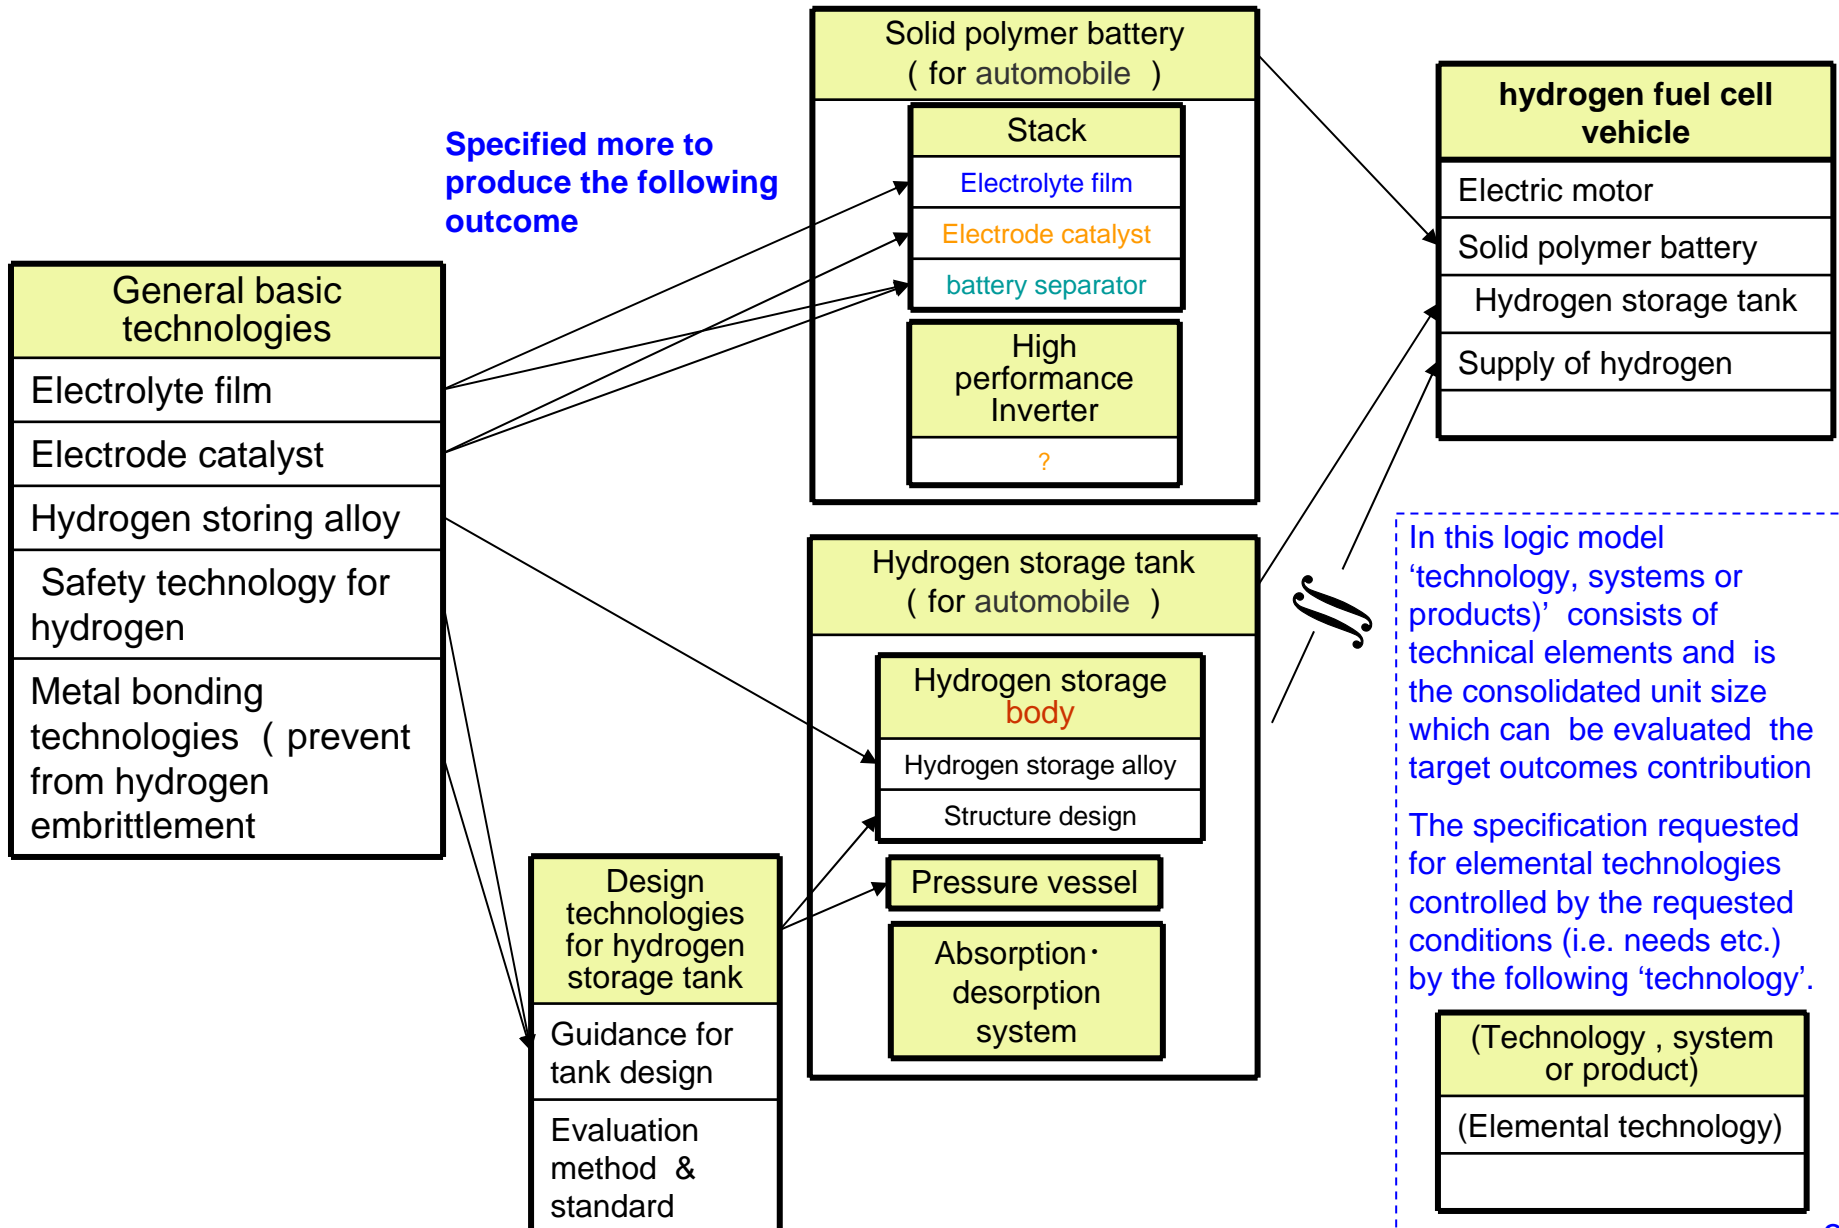 Specified more to
produce the following
outcome
General basic
technologies
Electrolyte film
Electrode catalyst
Hydrogen storing alloy
Safety technology for
hydrogen
Metal bonding
technologies ( prevent
from hydrogen
embrittlement
Design
technologies
for hydrogen
storage tank
Guidance for
tank design
Evaluation
method &
standard
Solid polymer battery
( for automobile )
Stack
Electrolyte film
Electrode catalyst
battery separator
High
performance
Inverter
?
Hydrogen storage tank
( for automobile )
Hydrogen storage
body
Hydrogen storage alloy
Structure design
Pressure vessel
Absorption・
desorption
system
hydrogen fuel cell
vehicle
Electric motor
Solid polymer battery
Hydrogen storage tank
Supply of hydrogen
In this logic model
‘technology, systems or
products)’ consists of
technical elements and is
the consolidated unit size
which can be evaluated the
target outcomes contribution
The specification requested
for elemental technologies
controlled by the requested
conditions (i.e. needs etc.)
by the following ‘technology’.
(Technology , system
or product)
(Elemental technology)